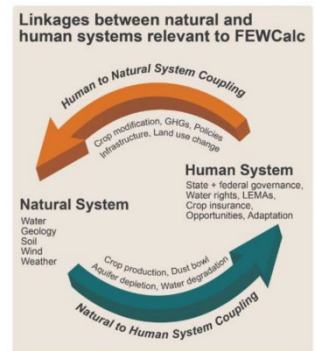 Linkages between natural and
human systems relevant to FEWCalc
Human to Natural System Coupling
Crop modification, GHGs, Policies
Infrastructure, Land use change
Human System
State + federal governance,
Water rights, LEMAs,
Crop insurance,
Opportunities, Adaptation
Natural System
Water
Geology
Soil
Wind
Weather
Crop production, Dust bowl
Aquifer depletion, Water degradation
Natural to Human System Coupling